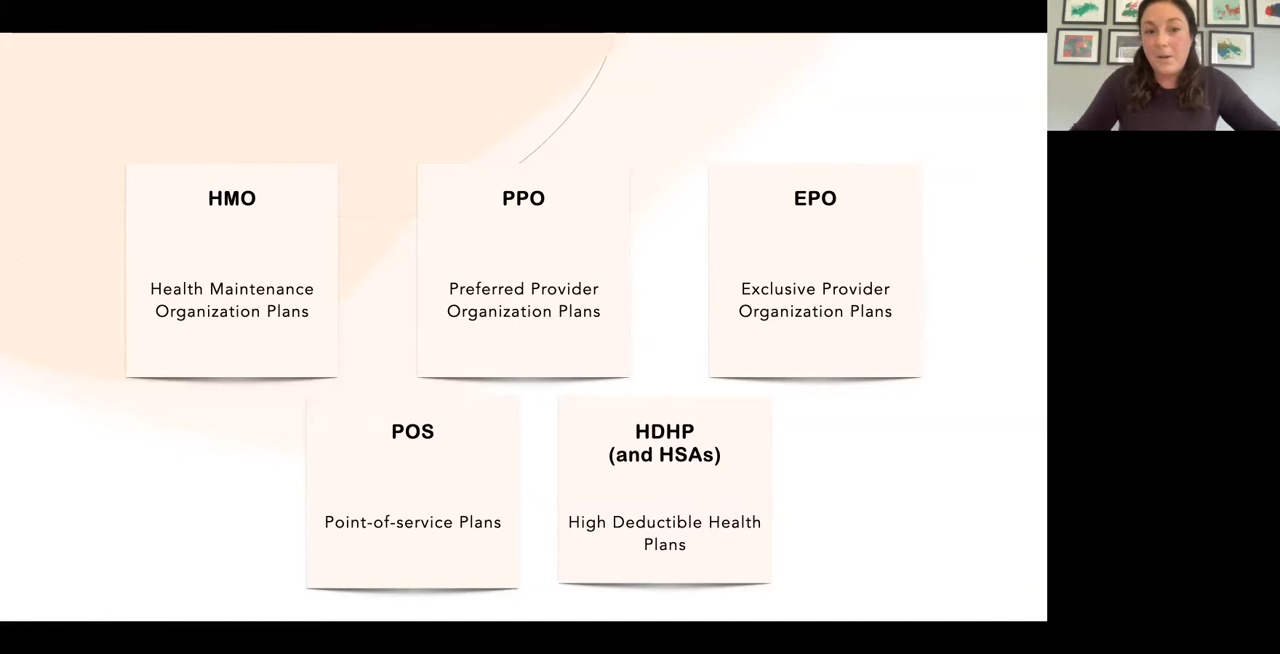 HMO
Health Maintenance
Organization Plans
PPO
Preferred Provider
Organization Plans
EPO
Exclusive Provider
Organization Plans
POS
Point-of-service Plans
HDHP
(and HSAs)
High Deductible Health
Plans